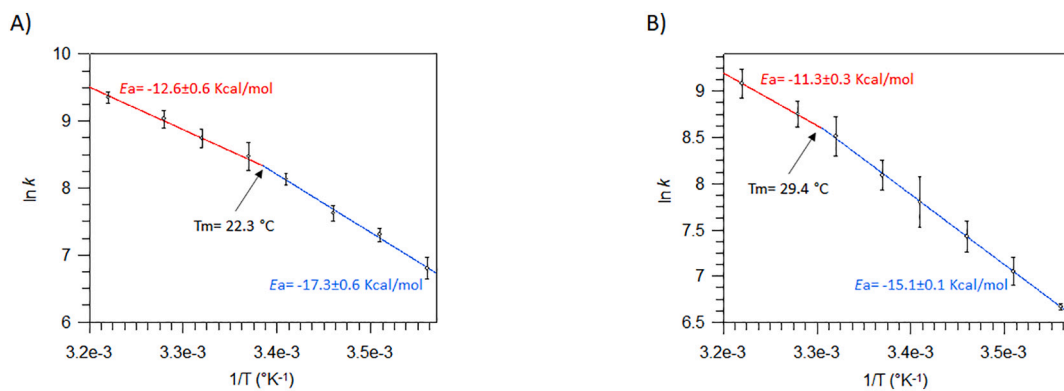 A)
10
9
8
7
6
ln k
Ea= -12.6±0.6 Kcal/mol
Tm= 22.3 °C
Ea= -17.3±0.6 Kcal/mol
3.2e-3 3.3e-3 3.4e-3 3.5e-3
1/T (°K-1)
B)
9
8.5
8
7.5
7
6.5
ln k
Ea= -11.3±0.3 Kcal/mol
Tm= 29.4 °C
Ea= -15.1±0.1 Kcal/mol
3.2e-3 3.3e-3 3.4e-3 3.5e-3
1/T (°K-1)